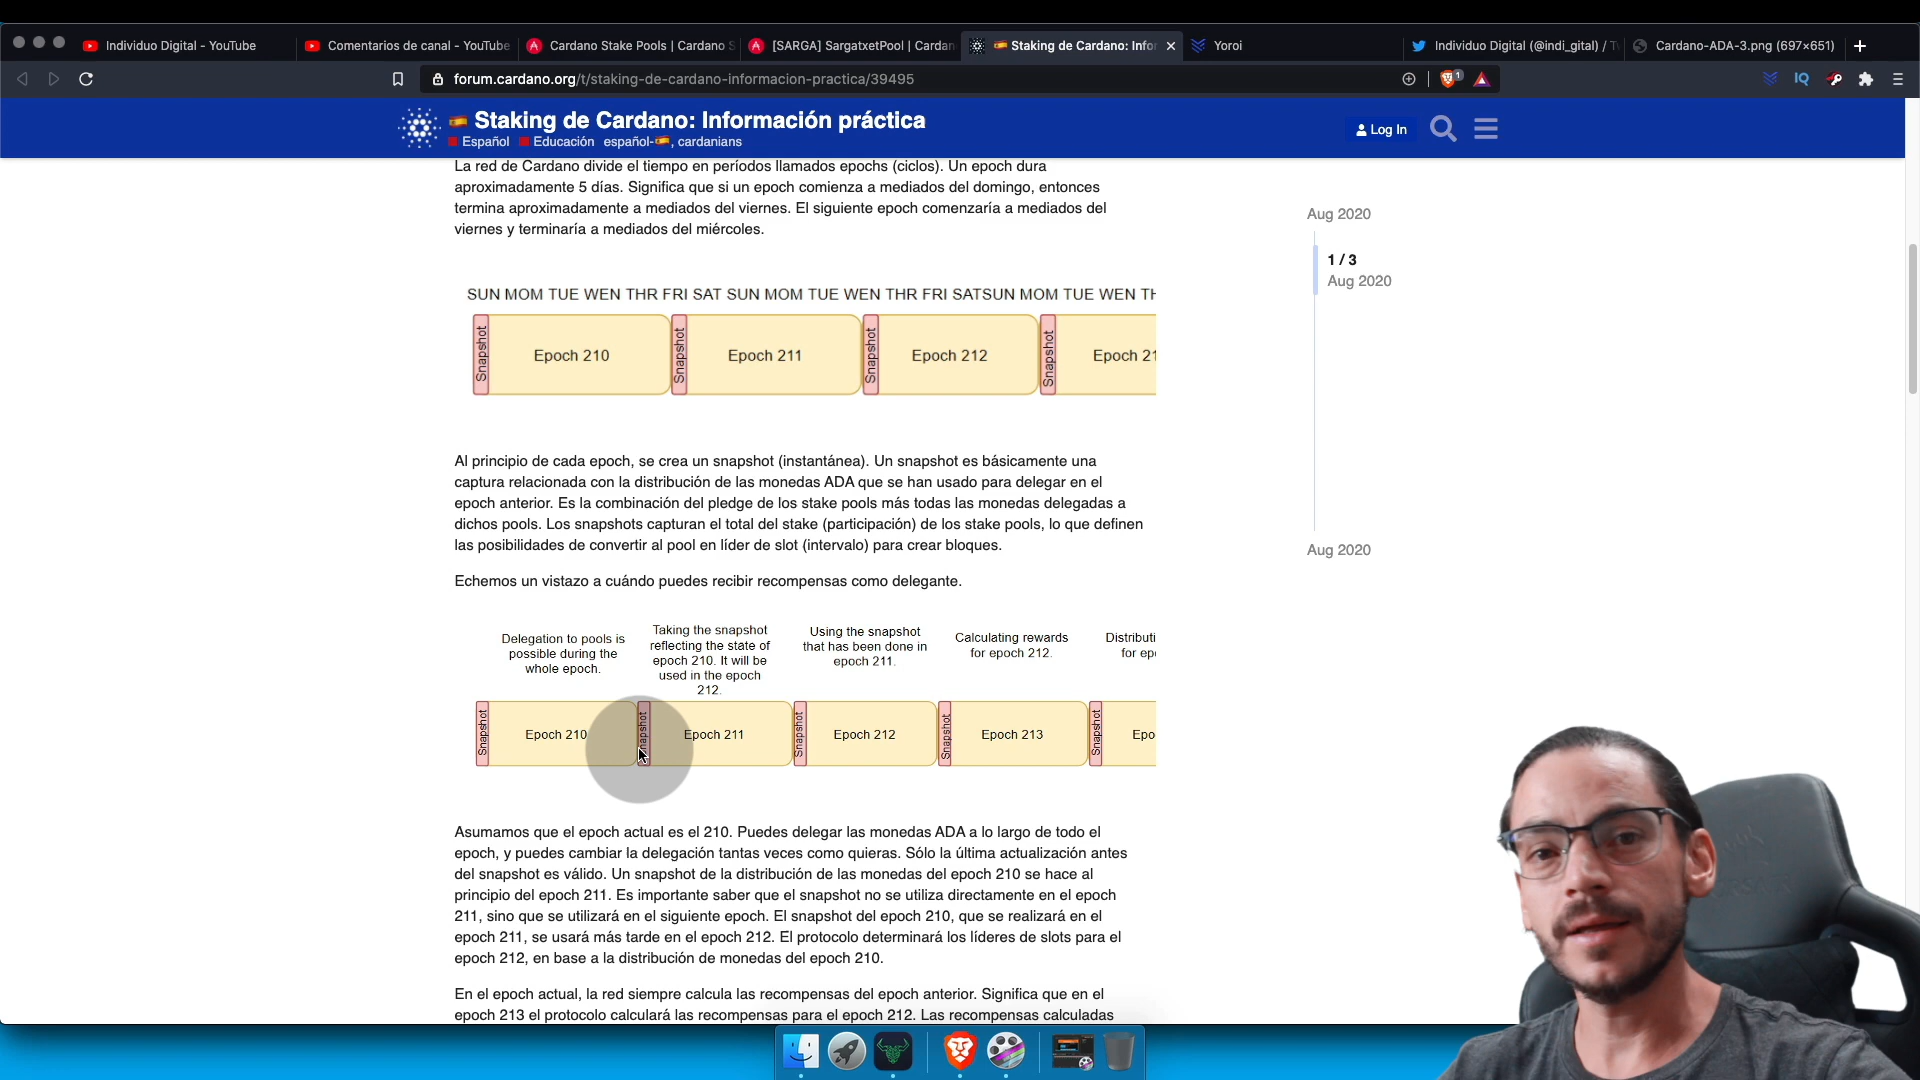 Individuo Digital - YouTube
Comentarios de canal - YouTube
Cardano Stake Pools | Cardano S
[SARGA] SargatxetPool | Cardan
Staking de Cardano: Infor
Yoroi
Individuo Digital (@indi_gital) / T
Cardano-ADA-3.png (697×651)
forum.cardano.org/t/staking-de-cardano-informacion-practica/39495
1
IQ
Staking de Cardano: Información práctica
Español Educación español-, cardanians
Log In
La red de Cardano divide el tiempo en períodos llamados epochs (ciclos). Un epoch dura
aproximadamente 5 días. Significa que si un epoch comienza a mediados del domingo, entonces
termina aproximadamente a mediados del viernes. El siguiente epoch comenzaría a mediados del
viernes y terminaría a mediados del miércoles.
Aug 2020
1 / 3
Aug 2020
Aug 2020
SUN MOM TUE WEN THR FRI SAT SUN MOM TUE WEN THR FRI SATSUN MOM TUE WEN TH
Snapshot Epoch 210 Snapshot Epoch 211 Snapshot Epoch 212 Snapshot Epoch 21
Al principio de cada epoch, se crea un snapshot (instantánea). Un snapshot es básicamente una
captura relacionada con la distribución de las monedas ADA que se han usado para delegar en el
epoch anterior. Es la combinación del pledge de los stake pools más todas las monedas delegadas a
dichos pools. Los snapshots capturan el total del stake (participación) de los stake pools, lo que definen
las posibilidades de convertir al pool en líder de slot (intervalo) para crear bloques.
Echemos un vistazo a cuándo puedes recibir recompensas como delegante.
Delegation to pools is
possible during the
whole epoch.
Taking the snapshot
reflecting the state of
epoch 210. It will be
used in the epoch
212.
Using the snapshot
that has been done in
epoch 211.
Calculating rewards
for epoch 212.
Distributi
for ep
Snapshot Epoch 210 Snapshot Epoch 211 Snapshot Epoch 212 Snapshot Epoch 213 Snapshot Epo
Asumamos que el epoch actual es el 210. Puedes delegar las monedas ADA a lo largo de todo el
epoch, y puedes cambiar la delegación tantas veces como quieras. Sólo la última actualización antes
del snapshot es válido. Un snapshot de la distribución de las monedas del epoch 210 se hace al
principio del epoch 211. Es importante saber que el snapshot no se utiliza directamente en el epoch
211, sino que se utilizará en el siguiente epoch. El snapshot del epoch 210, que se realizará en el
epoch 211, se usará más tarde en el epoch 212. El protocolo determinará los líderes de slots para el
epoch 212, en base a la distribución de monedas del epoch 210.
En el epoch actual, la red siempre calcula las recompensas del epoch anterior. Significa que en el
epoch 213 el protocolo calculará las recompensas para el epoch 212. Las recompensas calculadas